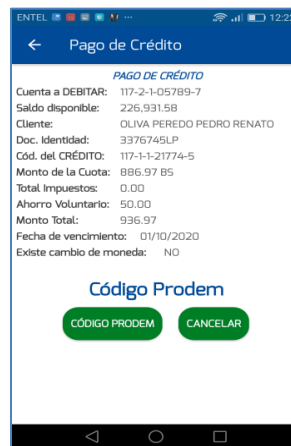 ENTEL ... 12:22
Pago de Crédito
PAGO DE CRÉDITO
Cuenta a DEBITAR: 117-2-1-05789-7
Saldo disponible: 226,931.58
Cliente: OLIVA PEREDO PEDRO RENATO
Doc. Identidad: 3376745LP
Cód. del CRÉDITO: 117-1-1-21774-5
Monto de la Cuota: 886.97 BS
Total Impuestos: 0.00
Ahorro Voluntario: 50.00
Monto Total: 936.97
Fecha de vencimiento: 01/10/2020
Existe cambio de moneda: NO
Código Prodem
CÓDIGO PRODEM CANCELAR